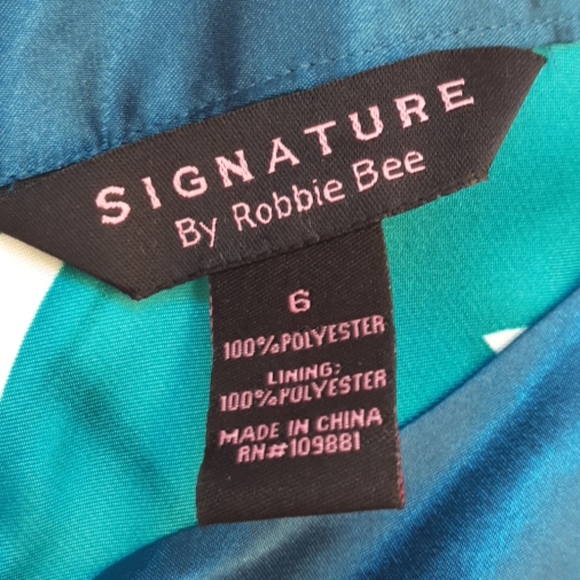 SIGNATURE
By Robbie Bee
6
100%POLYESTER
LINING:
100%POLYESTER
MADE IN CHINA
RN#109881